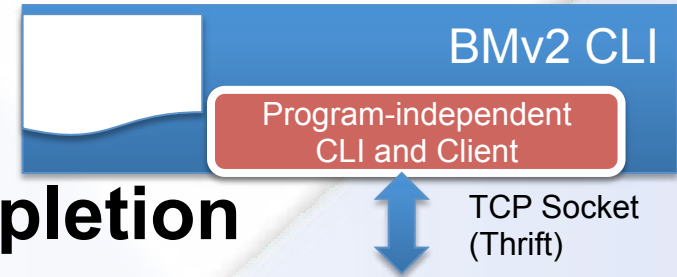 BMv2 CLI
Program-independent
CLI and Client
pletion
TCP Socket
(Thrift)